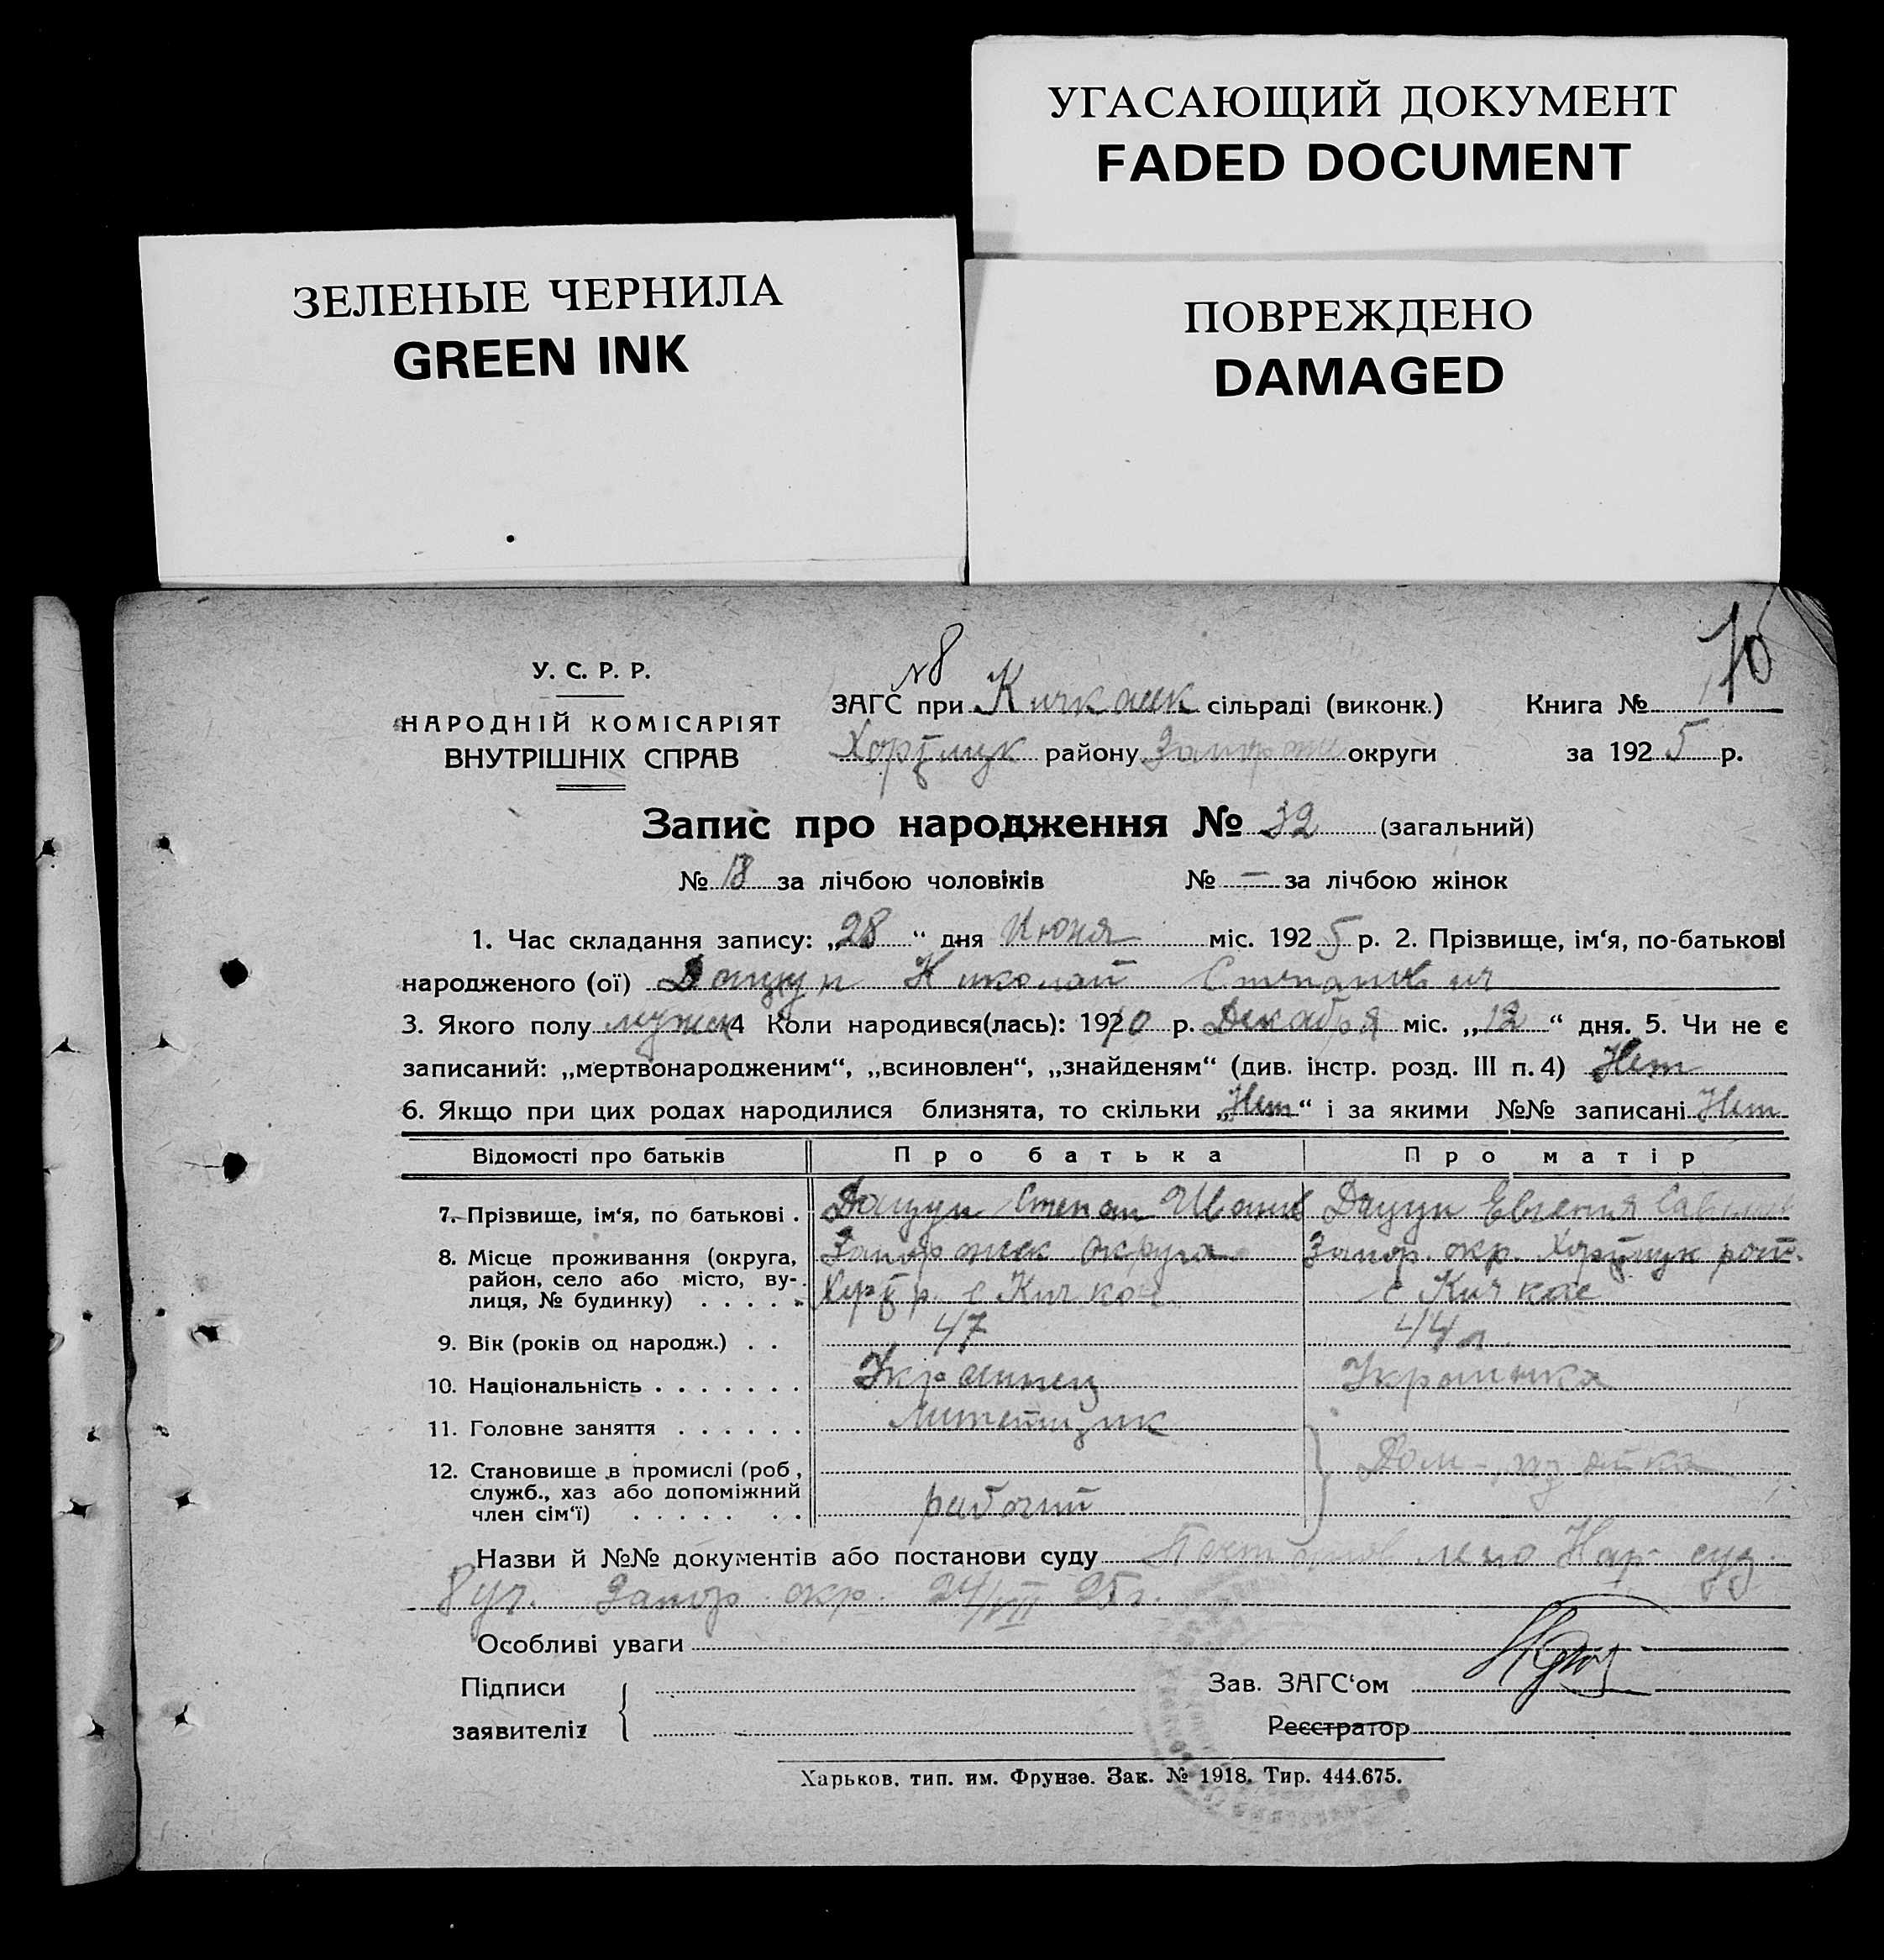 УГАСАЮЩИЙ ДОКУМЕНТ
FADED DOCUMENT
ЗЕЛЕНЫЕ ЧЕРНИЛА
GREEN INK
ПОВРЕЖДЕНО
DAMAGED
У. С. Р. Р.
НАРОДНІЙ КОМІСАРІЯТ
ВНУТРІШНІХ СПРАВ
№8
ЗАГС при Кичкасск сільраді (виконк.) Книга №
Хортицк району Запорож округи за 1925 р.
Запис про народження № 32 (загальний)
№ 18 за лічбою чоловіків № — за лічбою жінок
1. Час складання запису: „28“ дня Июня міс. 1925 р. 2. Прізвище, ім‘я, по-батькові
народженого (ої) Дацун Николай Степанович
3. Якого полу мужск 4 Коли народився(лась): 1910 р. Декабря міс. „12“ дня. 5. Чи не є
записаний: „мертвонародженим“, „всиновлен“, „знайденям“ (див. інстр. розд. III п. 4) Нет
6. Якщо при цих родах народилися близнята, то скільки „Нет“ і за якими №№ записані Нет
Відомості про батьків Про батька Про матір
7. Прізвище, ім‘я, по батькові . Дацун Степан Иванов Дацун Евгения
8. Місце проживання (округа, Запорожск округа Запор. окр. Хортицк рай.
район, село або місто, ву-
лиця, № будинку) . . . . . Хорт р. с Кичкас с Кичкас
9. Вік (років од народж.) . . 47 44 л.
10. Національність . . . . . . . Украинец Украинка
11. Головне заняття . . . . . . Литейщик
12. Становище в промислі (роб.,
служб., хаз або допоміжний
член сім‘ї) . . . . . . . рабочий
Назви й №№ документів або постанови суду Нар суд.
8 уч. Запор. окр. 24/VII 25 г.
Особливі уваги
Підписи
заявителів
Зав. ЗАГС‘ом
Реєстратор
Харьков. тип. им. Фрунзе. Зак. № 1918. Тир. 444.675.